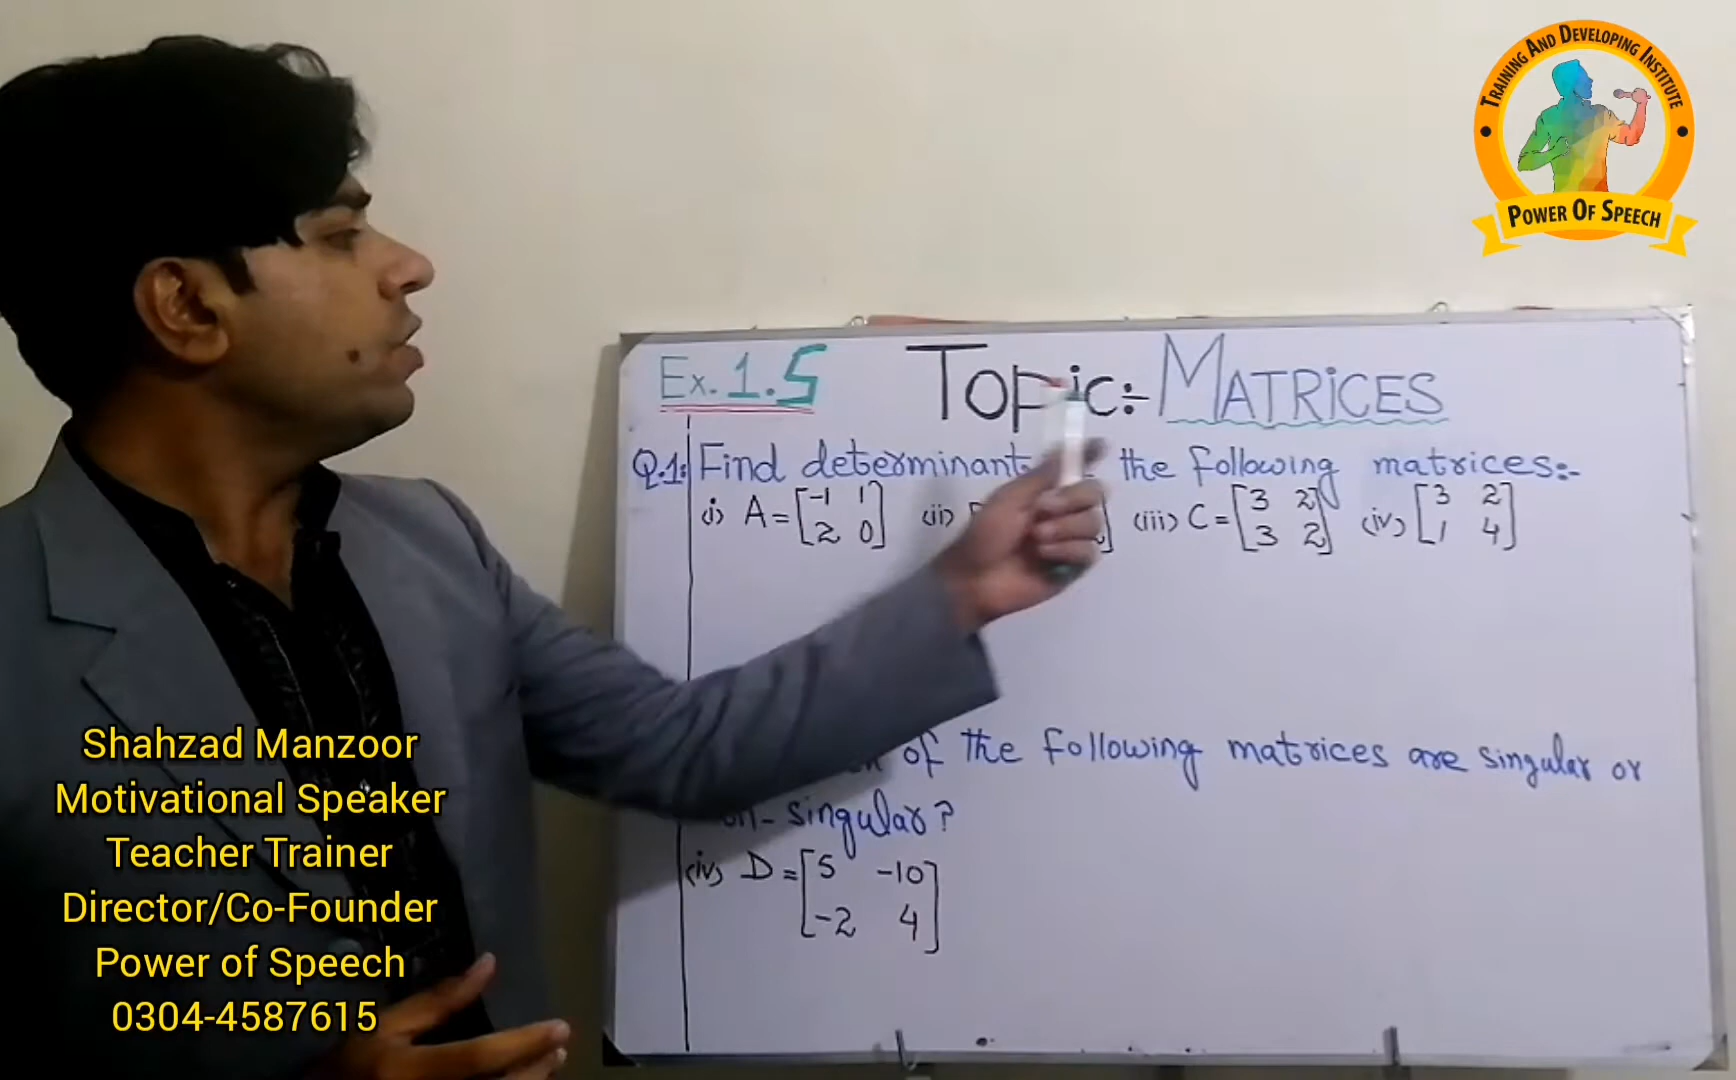 TRAINING AND DEVELOPING INSTITUTE
POWER OF SPEECH
Ex. 1.5 Topic:- MATRICES
Q.1: Find determinant the following matrices:-
(i) A = [-1 1 (ii) (iii) C = [3 2] (iv) [3 2]
2 0] 3 2] 1 4]
of the following matrices are singular or
singular?
(iv) D = [5 -10
-2 4]
Shahzad Manzoor
Motivational Speaker
Teacher Trainer
Director/Co-Founder
Power of Speech
0304-4587615